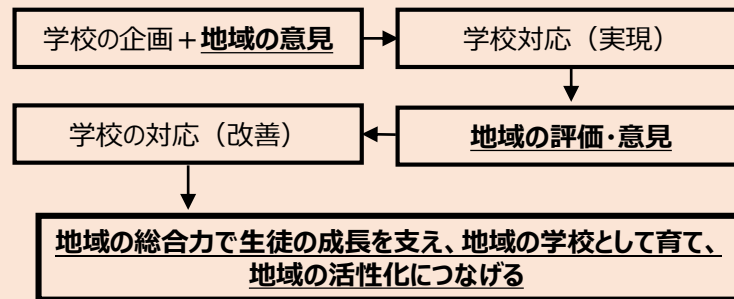 学校の企画+地域の意見
学校対応（実現）
地域の評価・意見
学校の対応（改善）
地域の総合力で生徒の成長を支え、地域の学校として育て、
地域の活性化につなげる